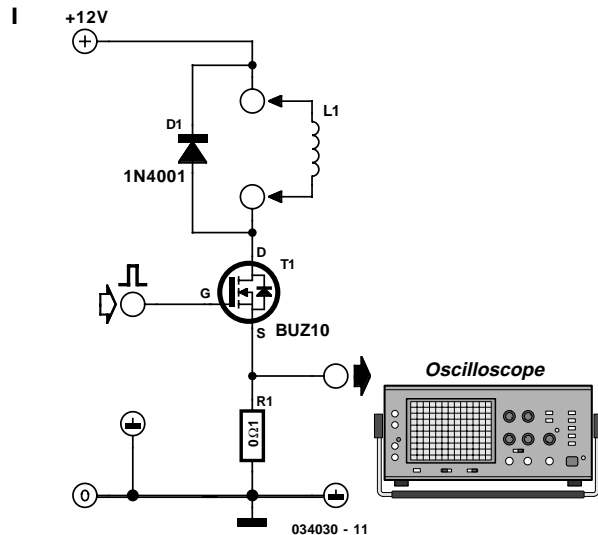 I
+12V
L1
D1
1N4001
D
T1
G
S
BUZ10
Oscilloscope
R1
0Ω1
0
034030 - 11